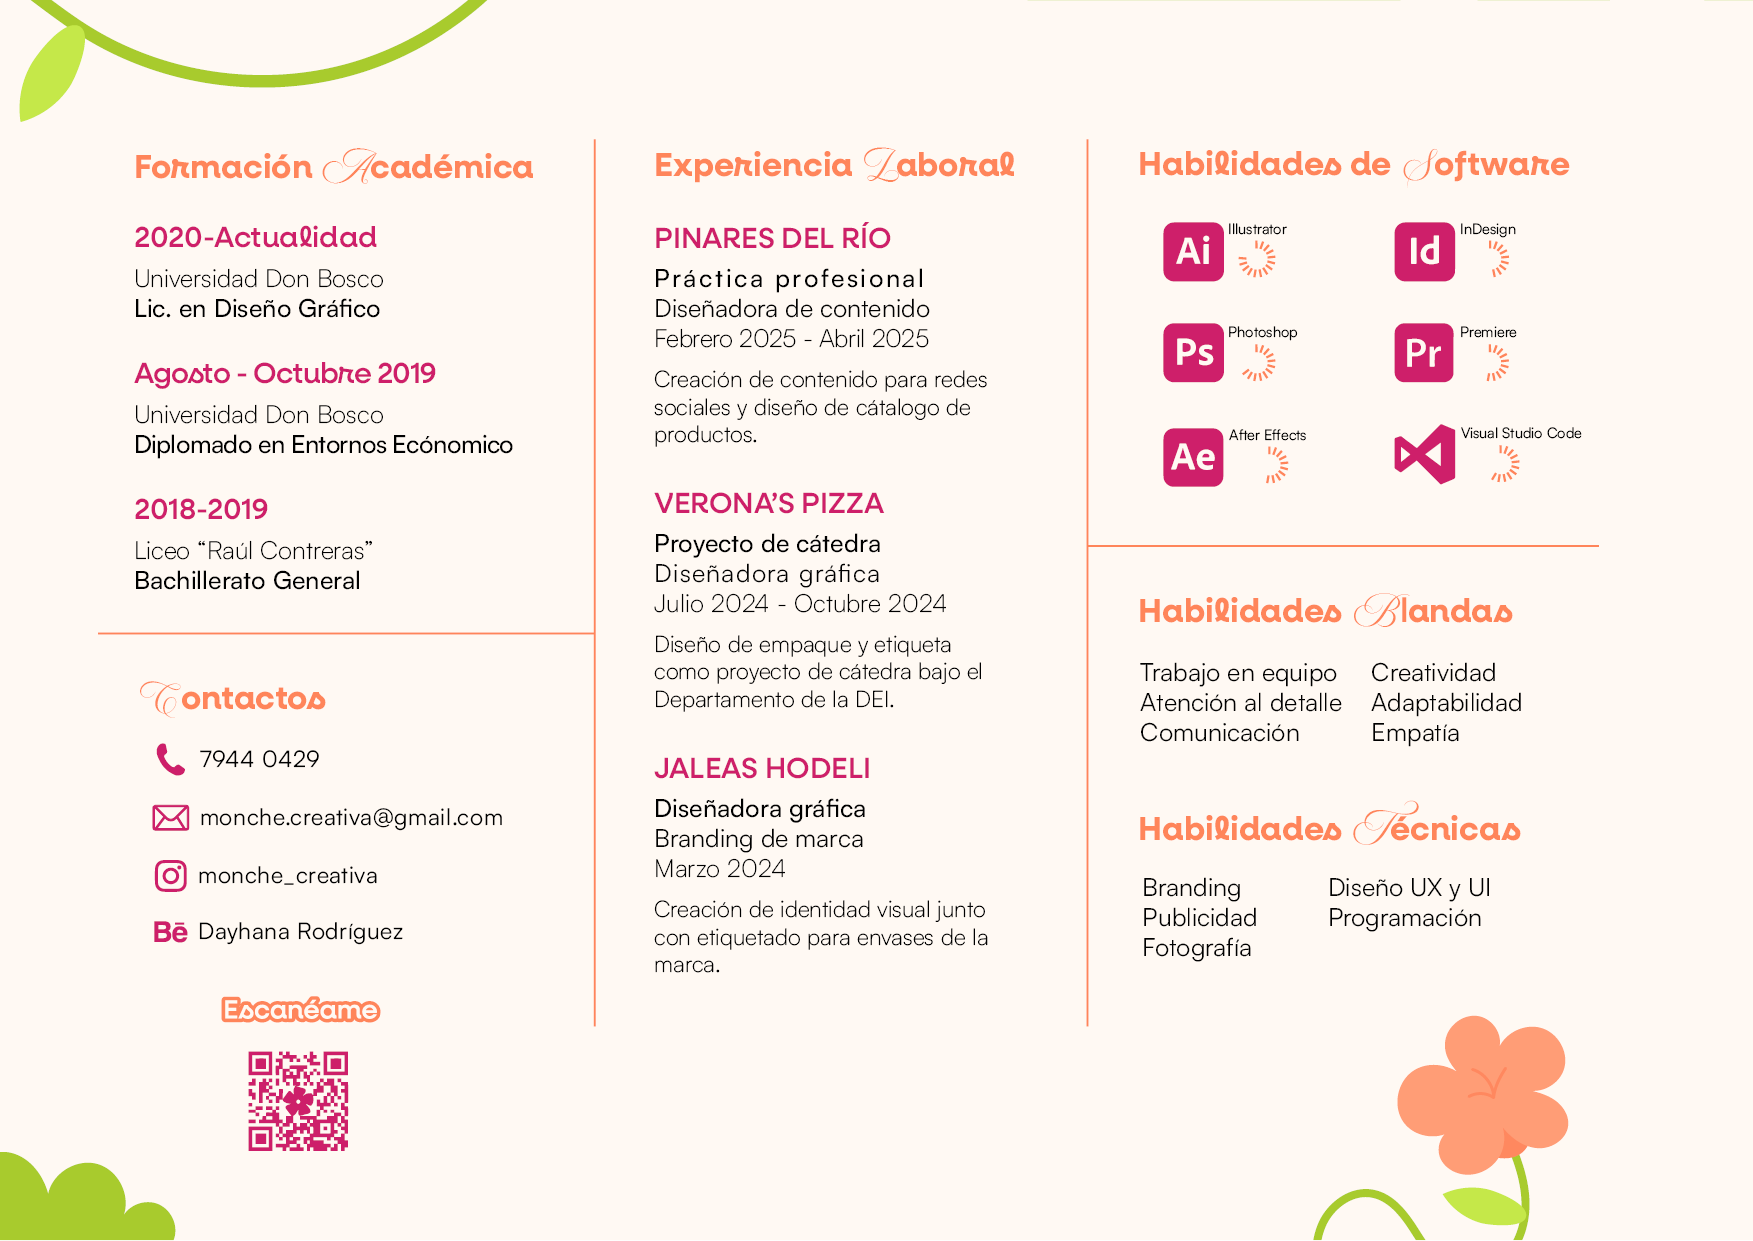 Formación Académica
2020-Actualidad
Universidad Don Bosco
Lic. en Diseño Gráfico
Agosto - Octubre 2019
Universidad Don Bosco
Diplomado en Entornos Ecónomico
2018-2019
Liceo “Raúl Contreras”
Bachillerato General
Contactos
7944 0429
monche.creativa@gmail.com
monche_creativa
Bē Dayhana Rodríguez
Escanéame
Experiencia Laboral
PINARES DEL RÍO
Práctica profesional
Diseñadora de contenido
Febrero 2025 - Abril 2025
Creación de contenido para redes
sociales y diseño de cátalogo de
productos.
VERONA’S PIZZA
Proyecto de cátedra
Diseñadora gráfica
Julio 2024 - Octubre 2024
Diseño de empaque y etiqueta
como proyecto de cátedra bajo el
Departamento de la DEI.
JALEAS HODELI
Diseñadora gráfica
Branding de marca
Marzo 2024
Creación de identidad visual junto
con etiquetado para envases de la
marca.
Habilidades de Software
Ai Illustrator
Id InDesign
Ps Photoshop
Pr Premiere
Ae After Effects
Visual Studio Code
Habilidades Blandas
Trabajo en equipo
Atención al detalle
Comunicación
Creatividad
Adaptabilidad
Empatía
Habilidades Técnicas
Branding
Publicidad
Fotografía
Diseño UX y UI
Programación